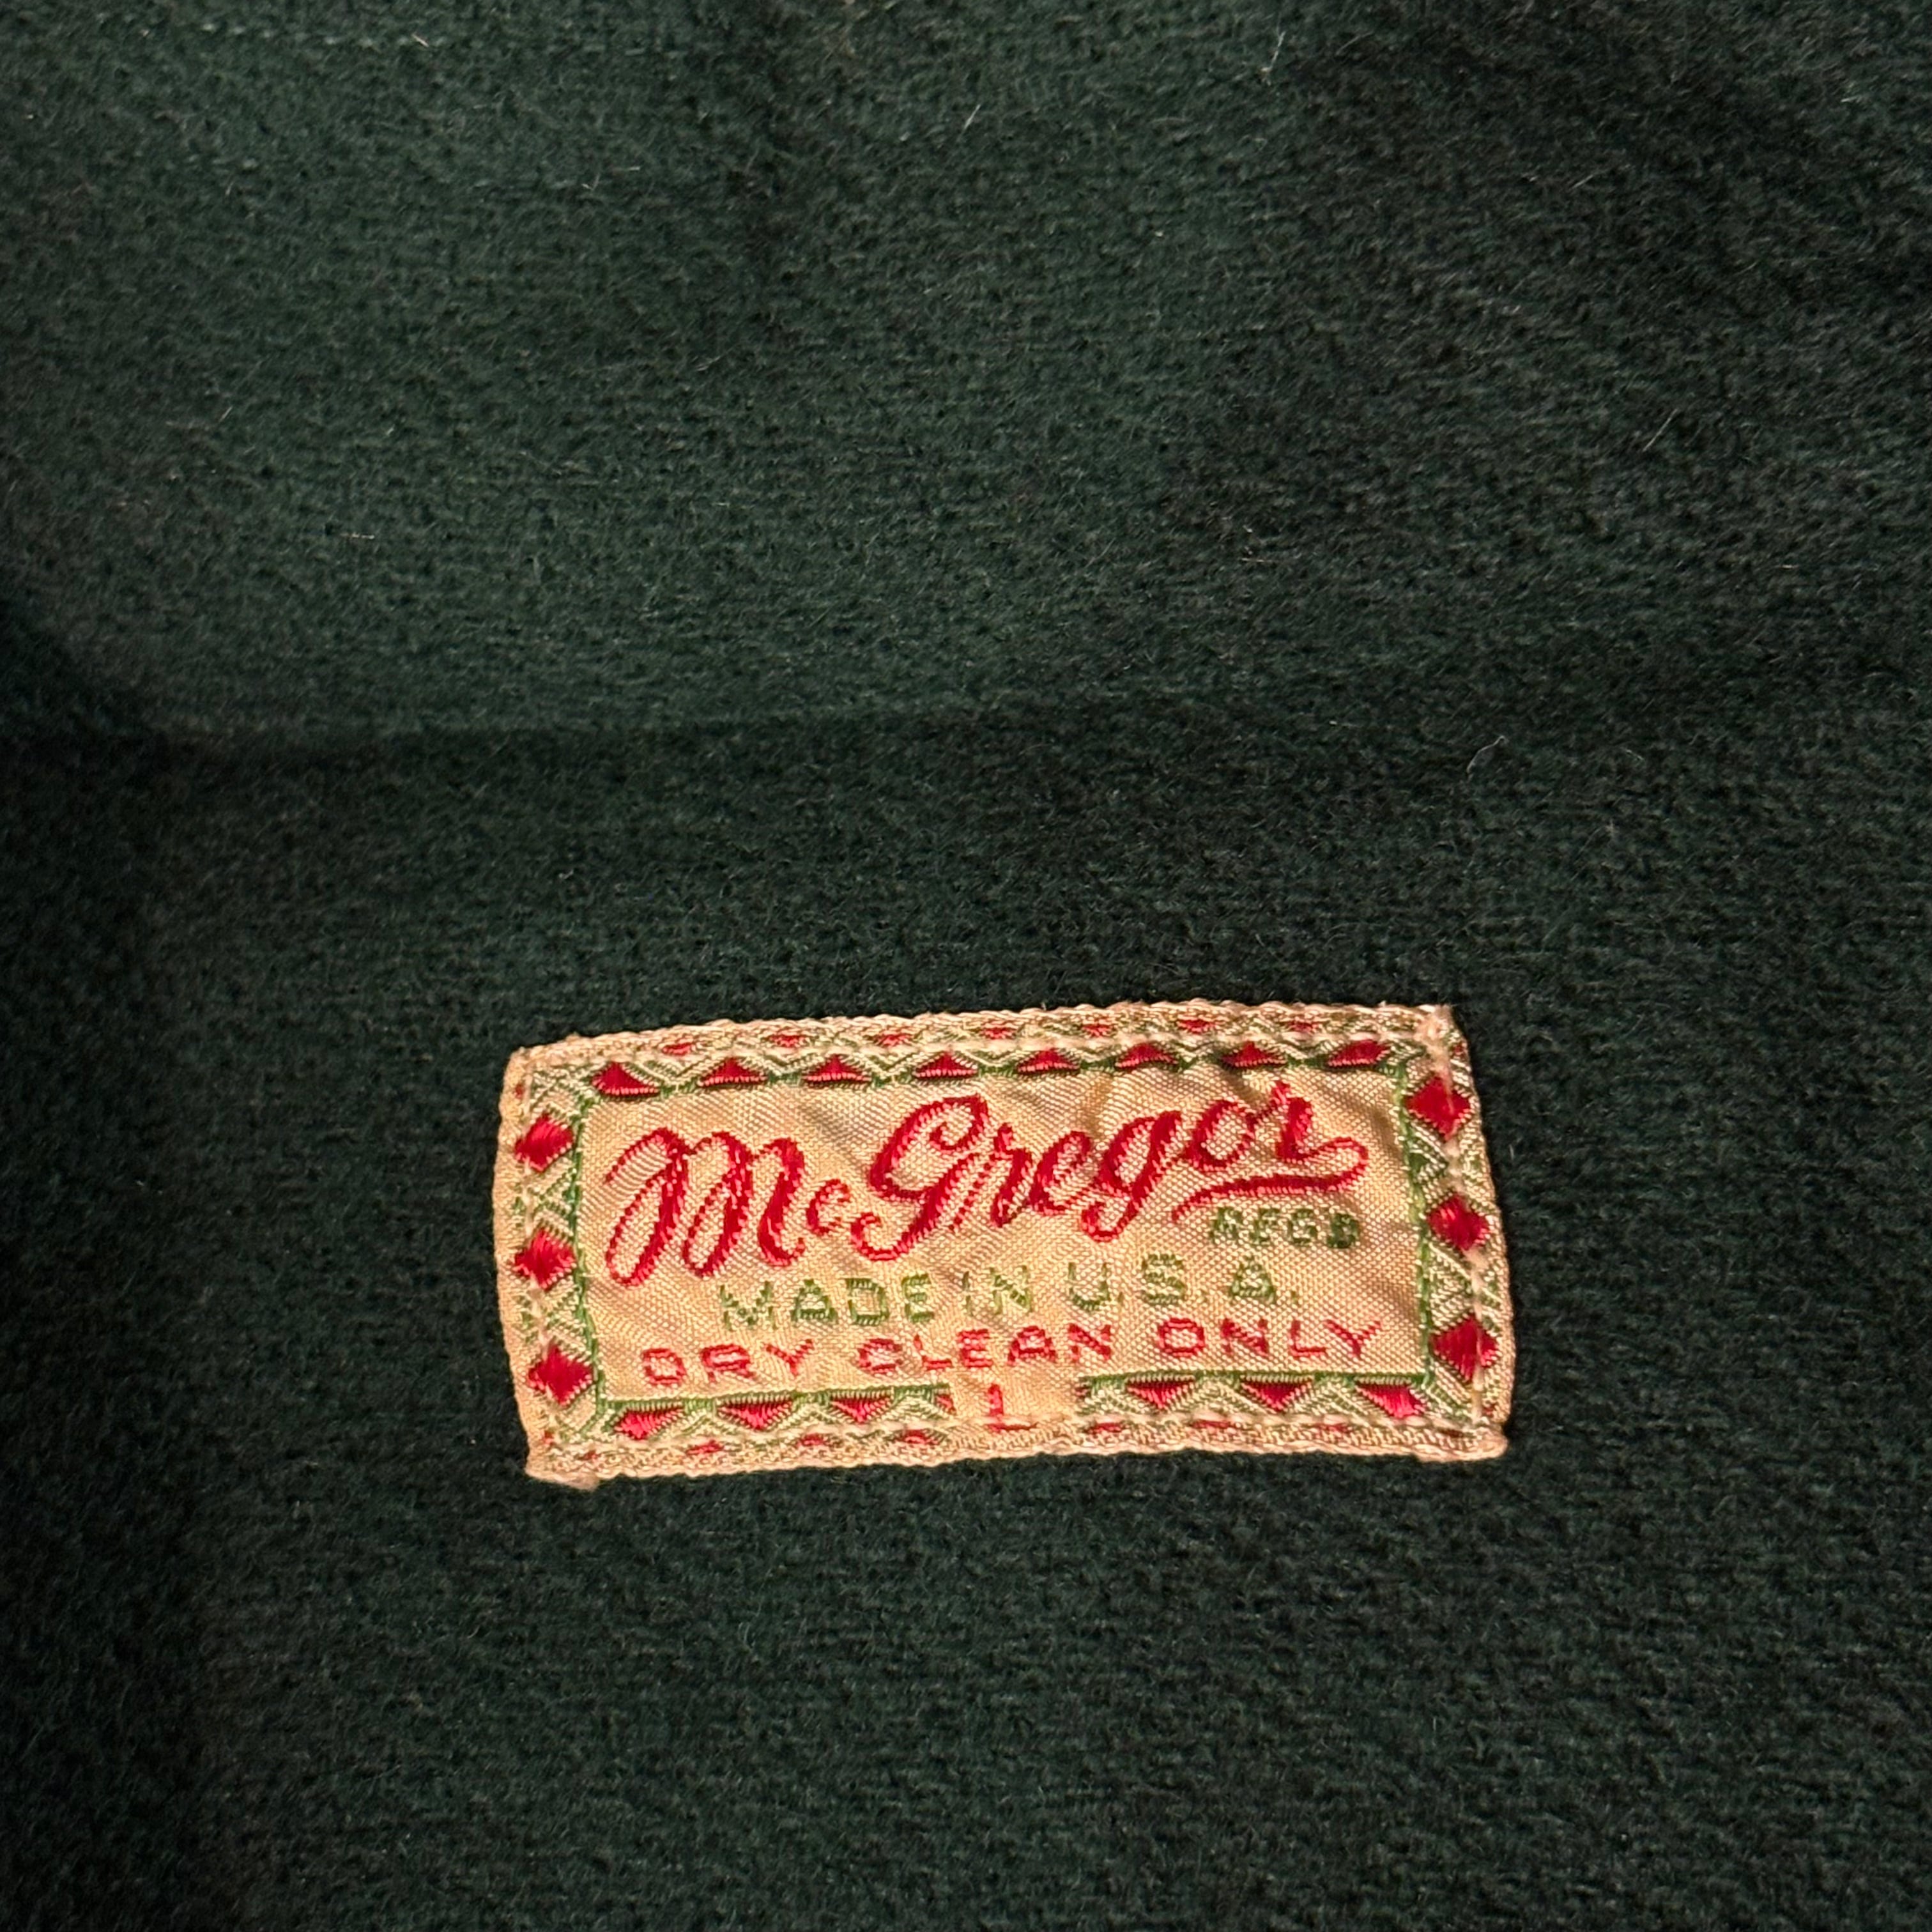 McGregor
REGD
MADE IN U.S.A.
DRY CLEAN ONLY
L